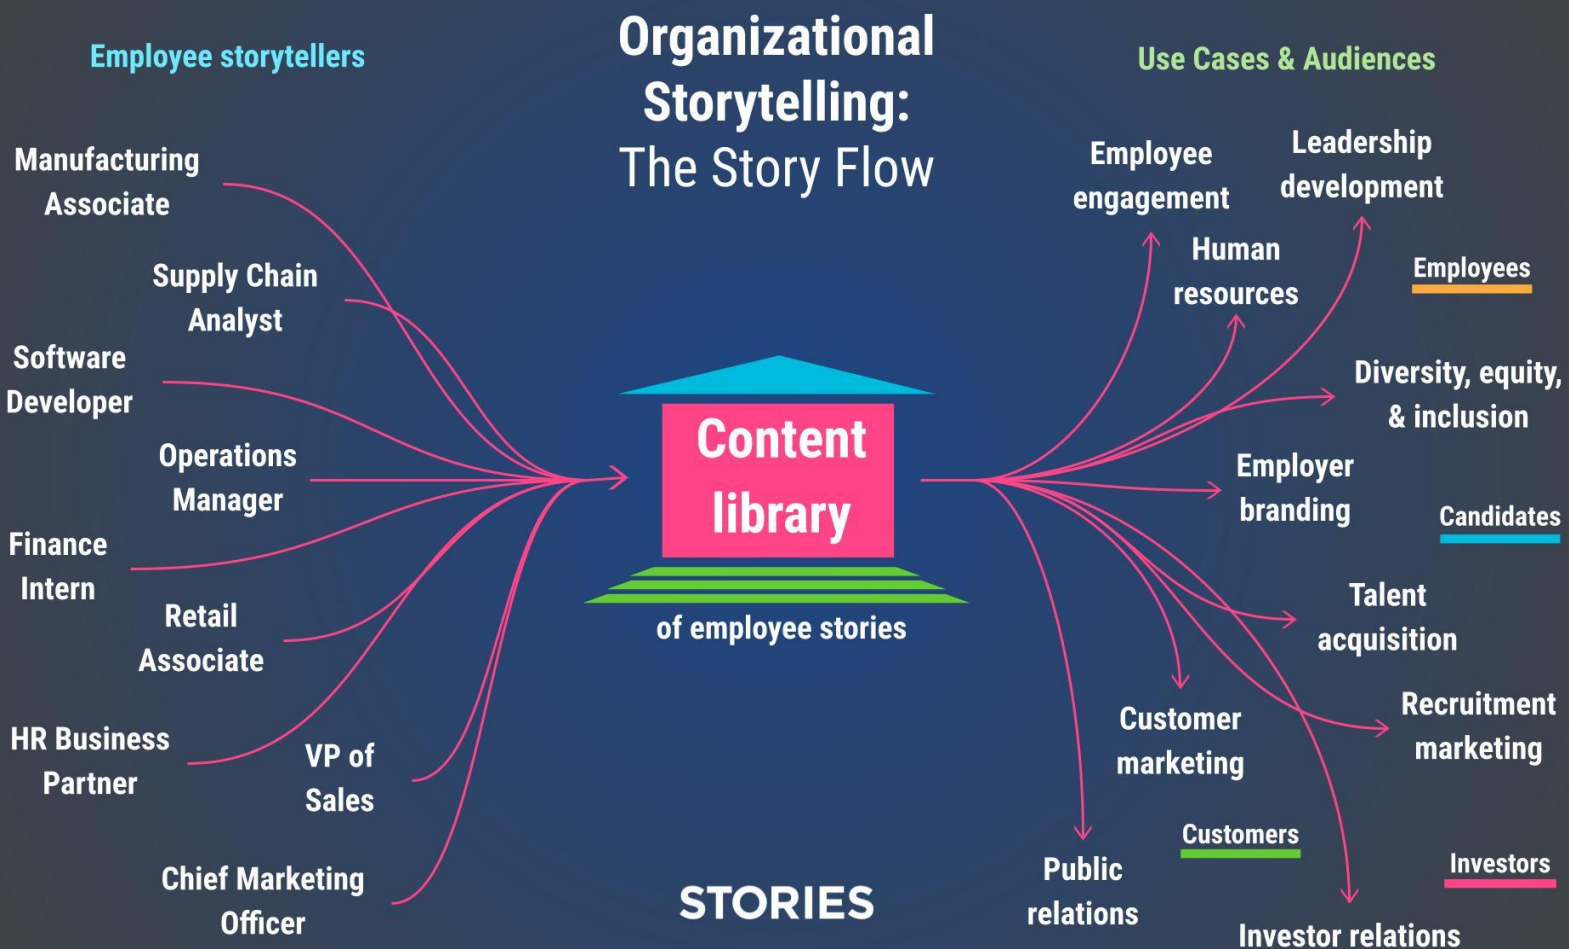 Organizational
Storytelling:
The Story Flow
Employee storytellers
Manufacturing
Associate
Supply Chain
Analyst
Software
Developer
Operations
Manager
Finance
Intern
Retail
Associate
HR Business
Partner
VP of
Sales
Chief Marketing
Officer
Content
library
of employee stories
STORIES
Use Cases & Audiences
Employee
engagement
Leadership
development
Human
resources
Employees
Diversity, equity,
& inclusion
Employer
branding
Candidates
Talent
acquisition
Recruitment
marketing
Customer
marketing
Customers
Public
relations
Investors
Investor relations